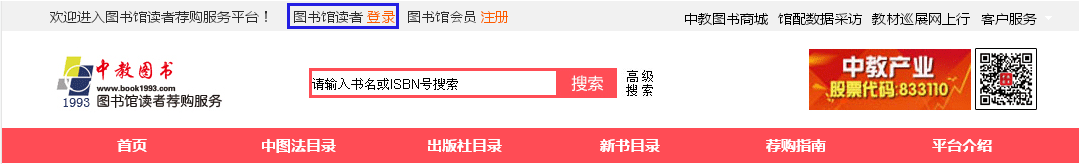 欢迎进入图书馆读者荐购服务平台！ 图书馆读者 登录 图书馆会员 注册 中教图书商城 馆配数据采访 教材巡展网上行 客户服务
中教图书
www.book1993.com
1993 图书馆读者荐购服务
请输入书名或ISBN号搜索 搜索 高级
搜索
中教产业
股票代码:833110
首页 中图法目录 出版社目录 新书目录 荐购指南 平台介绍